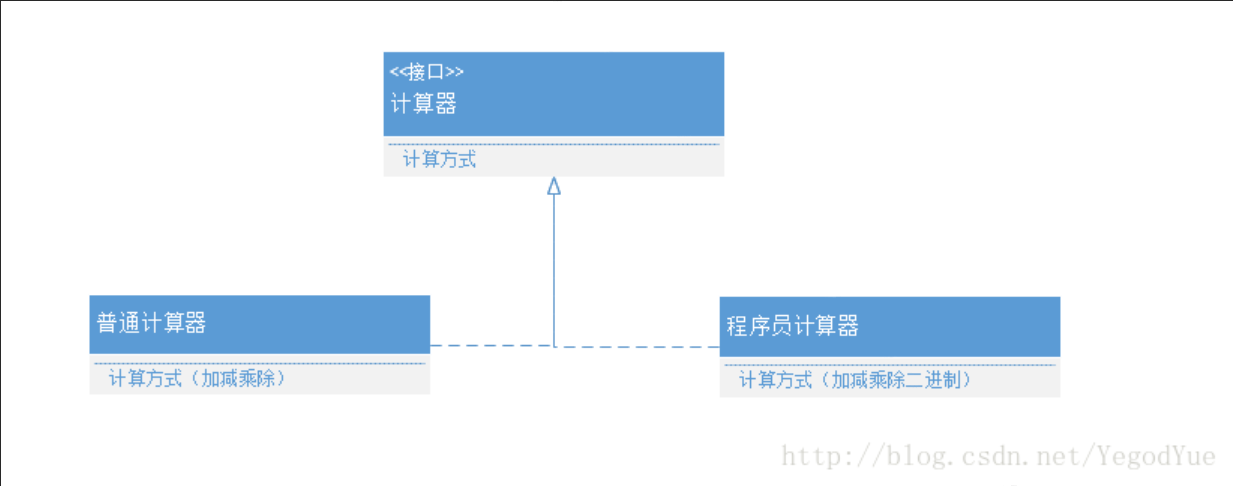 <<接口>>
计算器
计算方式
普通计算器
计算方式（加减乘除）
程序员计算器
计算方式（加减乘除二进制）
http://blog.csdn.net/YegodYue